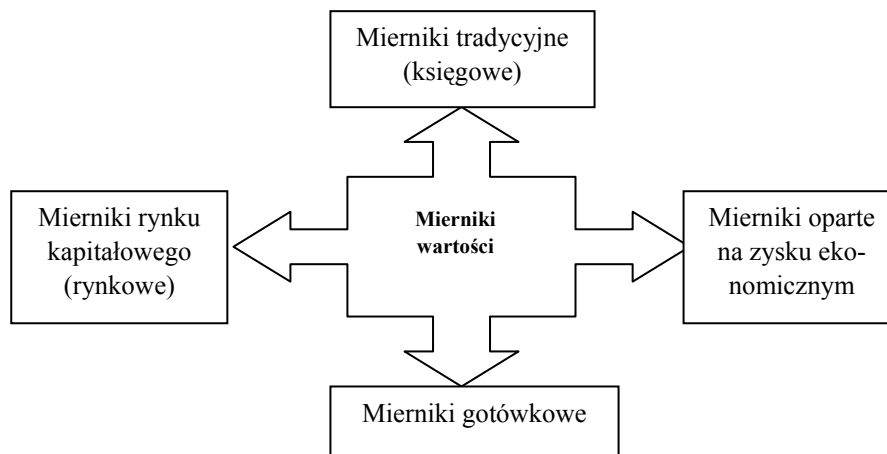 Mierniki tradycyjne
(księgowe)
Mierniki rynku
kapitałowego
(rynkowe)
Mierniki
wartości
Mierniki oparte
na zysku eko-
nomicznym
Mierniki gotówkowe